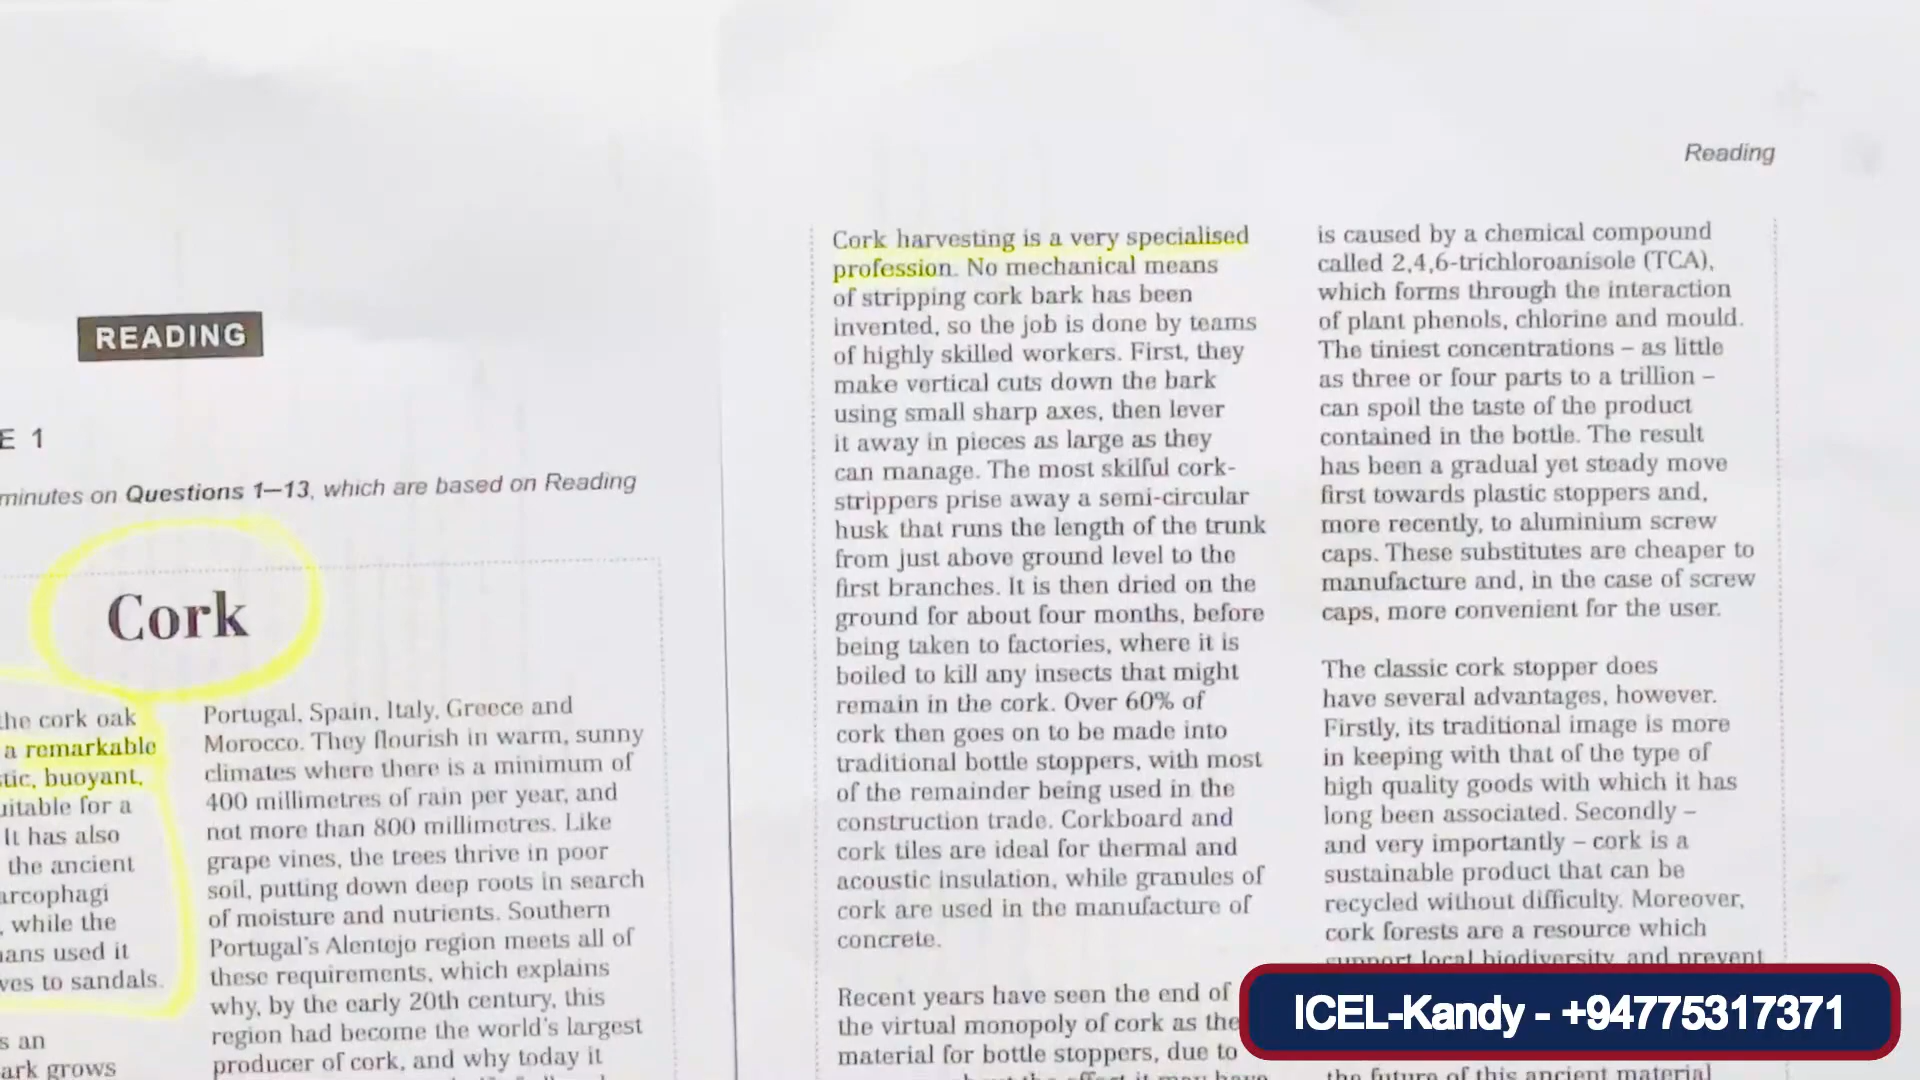 READING
E 1
minutes on Questions 1–13, which are based on Reading
Cork
the cork oak
a remarkable
tic, buoyant,
uitable for a
It has also
the ancient
arcophagi
, while the
ans used it
ves to sandals.
s an
ark grows
Portugal, Spain, Italy, Greece and
Morocco. They flourish in warm, sunny
climates where there is a minimum of
400 millimetres of rain per year, and
not more than 800 millimetres. Like
grape vines, the trees thrive in poor
soil, putting down deep roots in search
of moisture and nutrients. Southern
Portugal's Alentejo region meets all of
these requirements, which explains
why, by the early 20th century, this
region had become the world's largest
producer of cork, and why today it
Reading
Cork harvesting is a very specialised
profession. No mechanical means
of stripping cork bark has been
invented, so the job is done by teams
of highly skilled workers. First, they
make vertical cuts down the bark
using small sharp axes, then lever
it away in pieces as large as they
can manage. The most skilful cork-
strippers prise away a semi-circular
husk that runs the length of the trunk
from just above ground level to the
first branches. It is then dried on the
ground for about four months, before
being taken to factories, where it is
boiled to kill any insects that might
remain in the cork. Over 60% of
cork then goes on to be made into
traditional bottle stoppers, with most
of the remainder being used in the
construction trade. Corkboard and
cork tiles are ideal for thermal and
acoustic insulation, while granules of
cork are used in the manufacture of
concrete.
Recent years have seen the end of
the virtual monopoly of cork as the
material for bottle stoppers, due to
is caused by a chemical compound
called 2,4,6-trichloroanisole (TCA),
which forms through the interaction
of plant phenols, chlorine and mould.
The tiniest concentrations – as little
as three or four parts to a trillion –
can spoil the taste of the product
contained in the bottle. The result
has been a gradual yet steady move
first towards plastic stoppers and,
more recently, to aluminium screw
caps. These substitutes are cheaper to
manufacture and, in the case of screw
caps, more convenient for the user.
The classic cork stopper does
have several advantages, however.
Firstly, its traditional image is more
in keeping with that of the type of
high quality goods with which it has
long been associated. Secondly –
and very importantly – cork is a
sustainable product that can be
recycled without difficulty. Moreover,
cork forests are a resource which
support local biodiversity, and prevent
the future of this ancient material
ICEL-Kandy - +94775317371